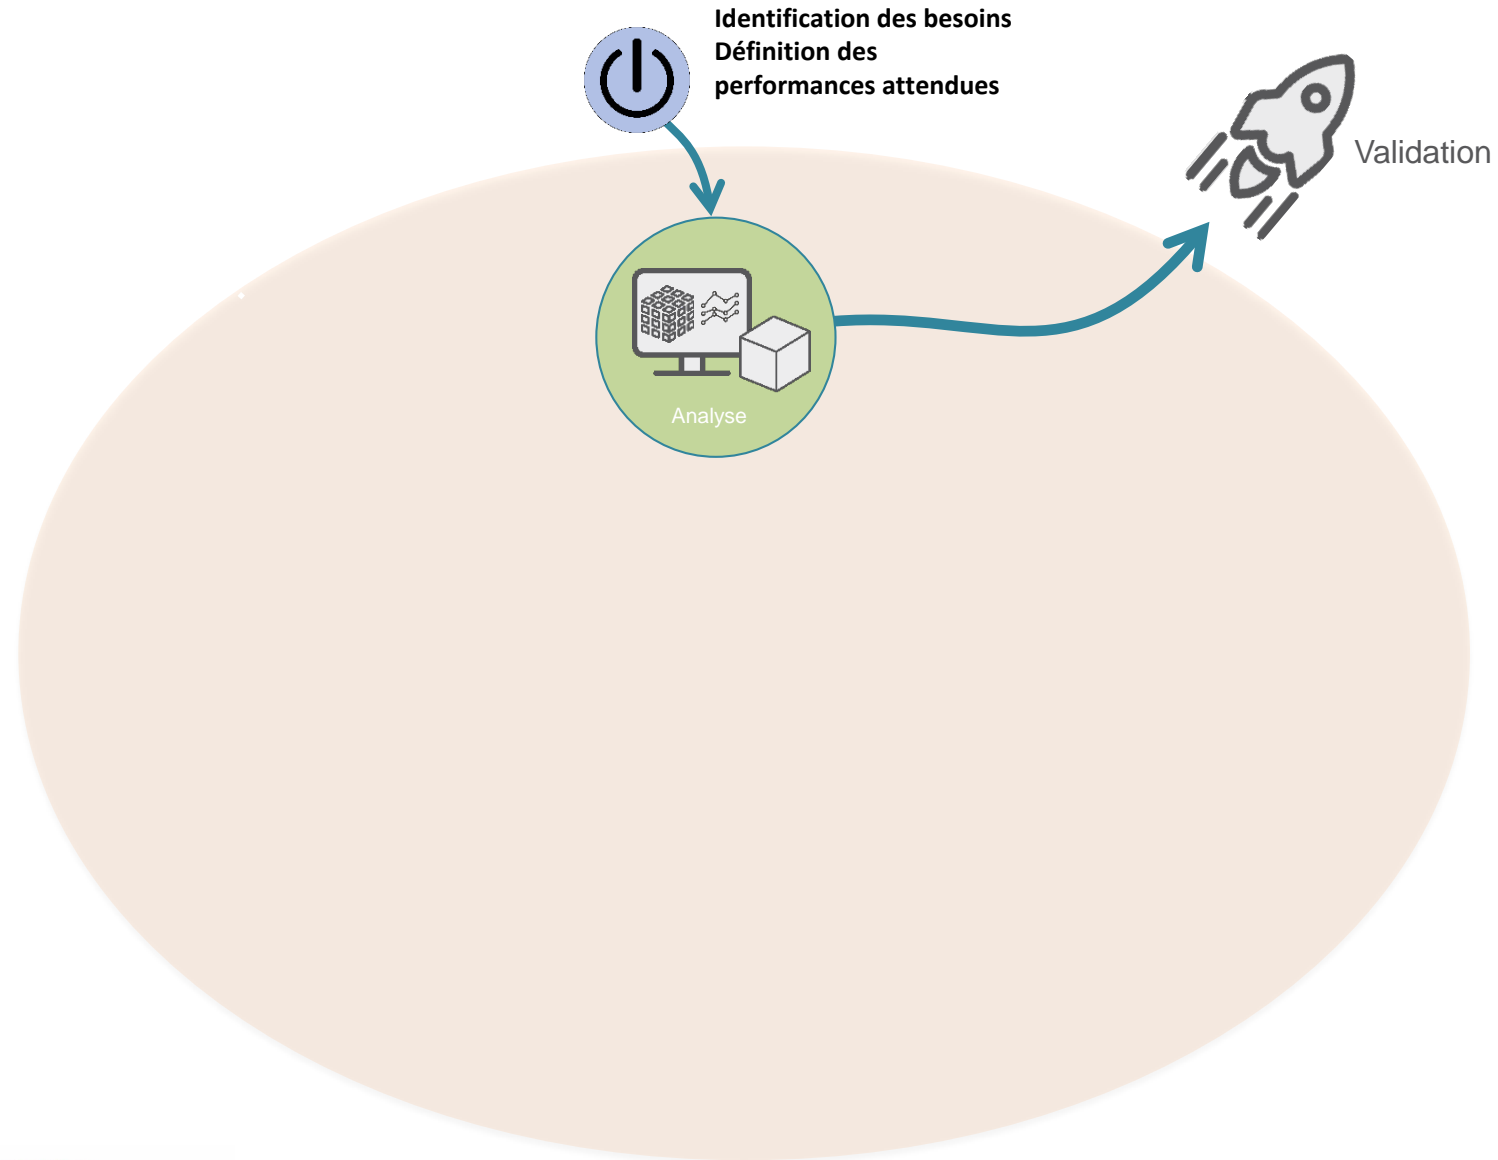 Identification des besoins
Définition des
performances attendues
Validation
Analyse